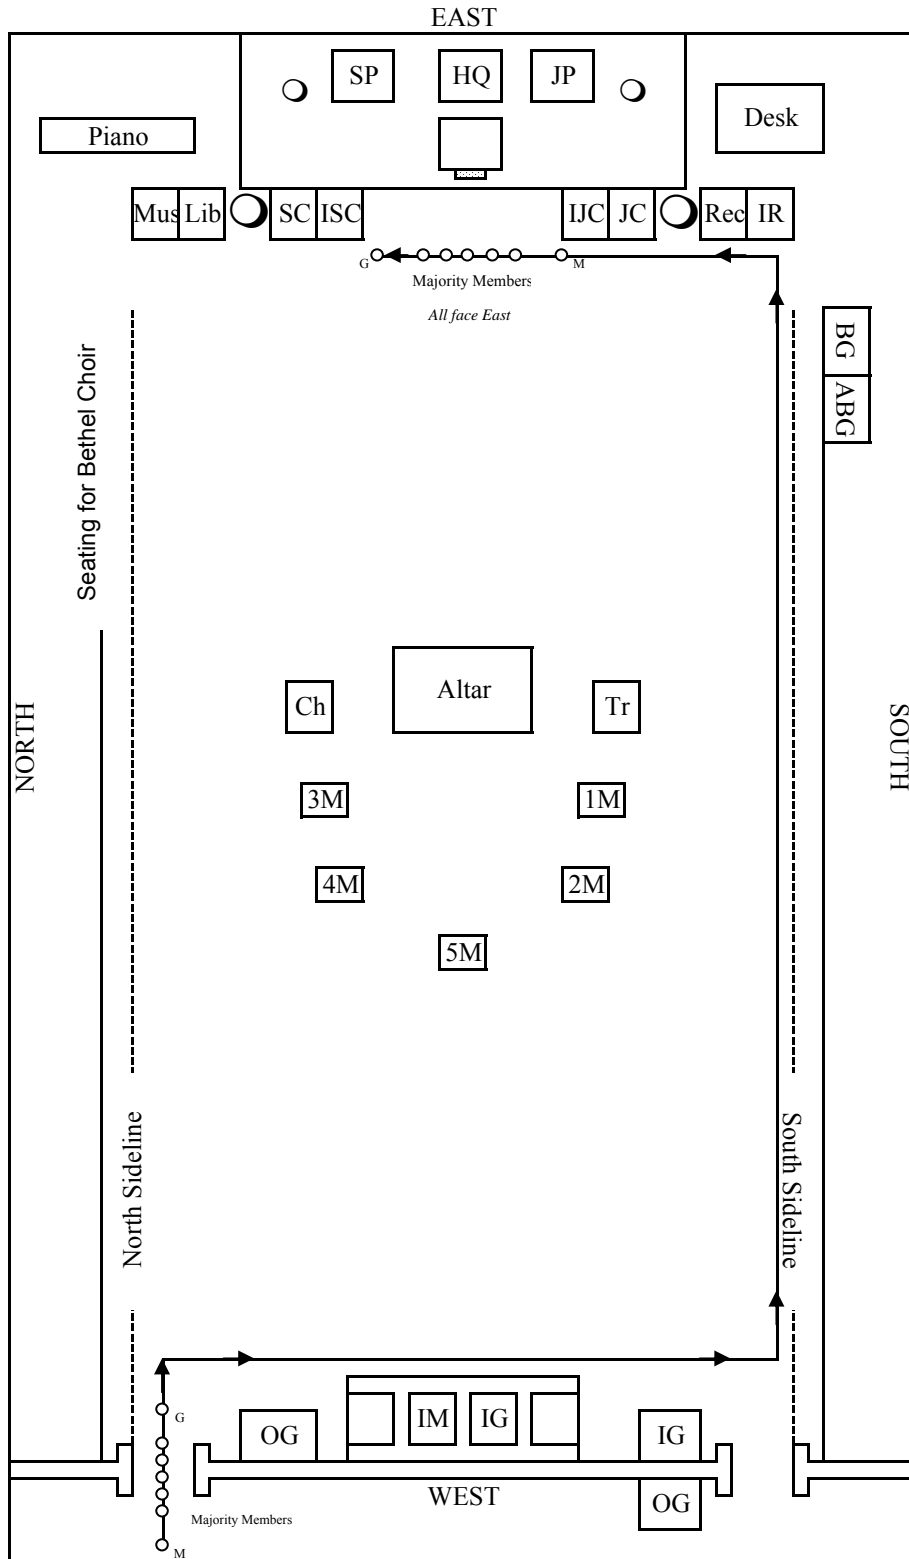 EAST
SP HQ JP
Desk
Piano
Mus Lib SC ISC IJC JC Rec IR
G M
Majority Members
All face East
BG
ABG
Seating for Bethel Choir
Altar
Ch Tr
NORTH
SOUTH
3M 1M
4M 2M
5M
North Sideline
South Sideline
G
OG IM IG IG
WEST
OG
Majority Members
M